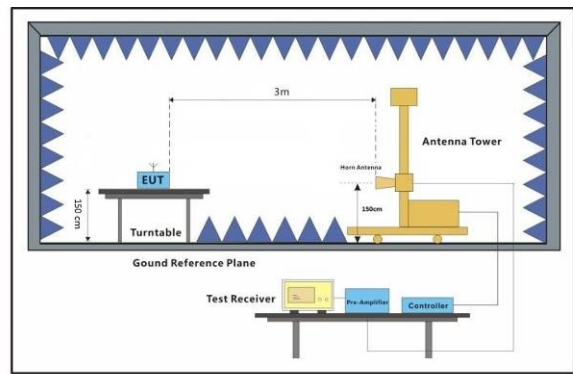 3m
Antenna Tower
Horn Antenna
EUT
150 cm
150cm
Turntable
Gound Reference Plane
Test Receiver
Pre-Amplifier
Controller